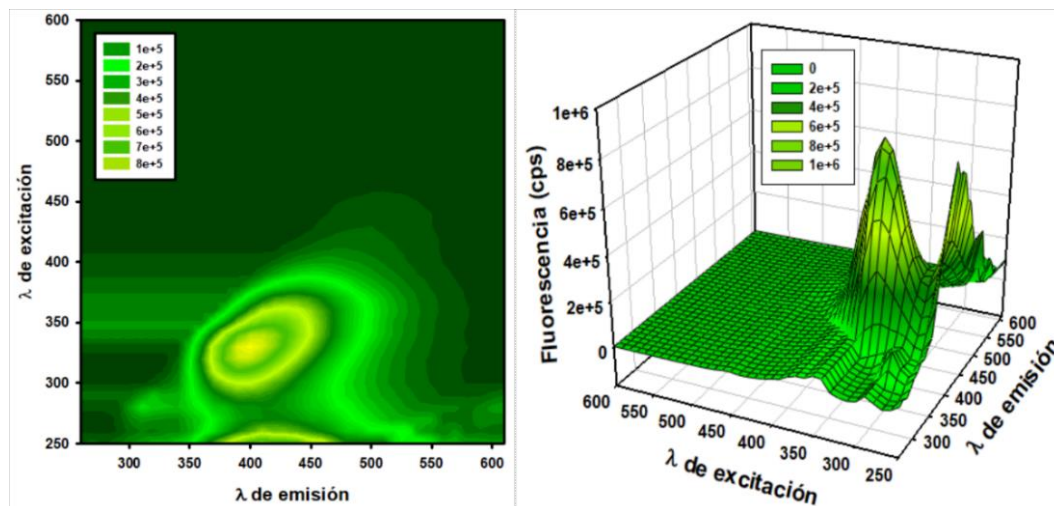 600
550
500
450
400
350
300
250
λ de excitación
1e+5
2e+5
3e+5
4e+5
5e+5
6e+5
7e+5
8e+5
300 350 400 450 500 550 600
λ de emisión
1e+6
8e+5
6e+5
4e+5
2e+5
0
Fluorescencia (cps)
0
2e+5
4e+5
6e+5
8e+5
1e+6
600 550 500 450 400 350 300 250
λ de excitación
600
550
500
450
400
350
300
λ de emisión